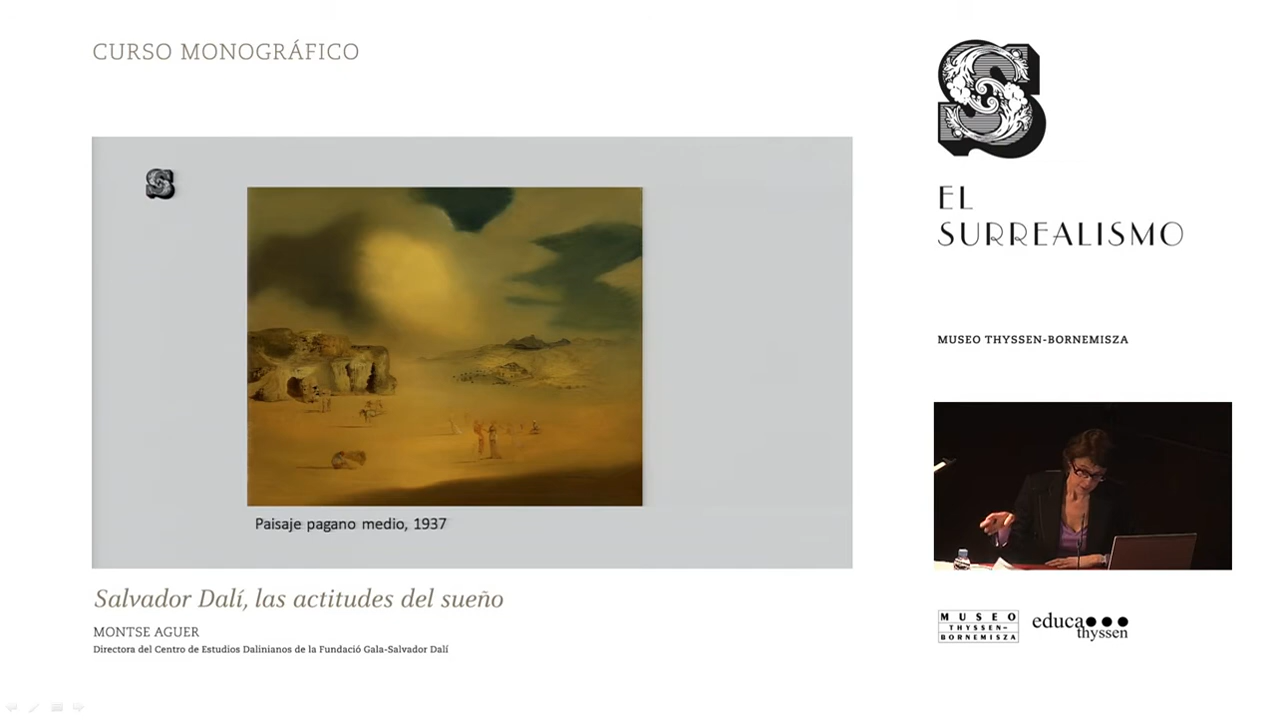 CURSO MONOGRÁFICO
S
EL
SURREALISMO
MUSEO THYSSEN-BORNEMISZA
S
Paisaje pagano medio, 1937
Salvador Dalí, las actitudes del sueño
MONTSE AGUER
Directora del Centro de Estudios Dalinianos de la Fundació Gala-Salvador Dalí
MUSEO
THYSSEN-
BORNEMISZA
educa
thyssen